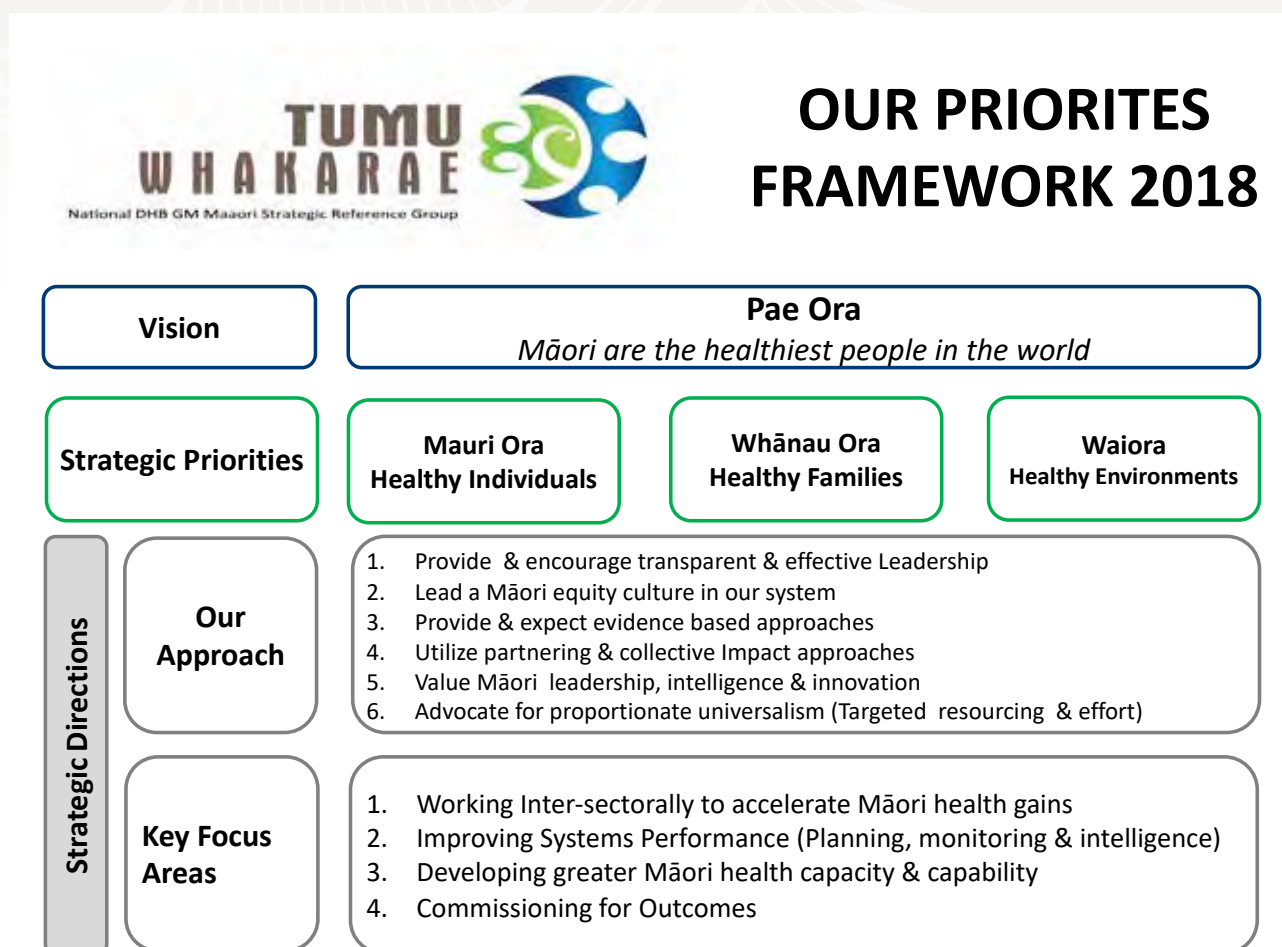 TUMU
WHAKARAE
National DHB GM Maaori Strategic Reference Group
OUR PRIORITES
FRAMEWORK 2018
Vision
Pae Ora
Māori are the healthiest people in the world
Strategic Priorities
Mauri Ora
Healthy Individuals
Whānau Ora
Healthy Families
Waiora
Healthy Environments
Strategic Directions
Our
Approach
1. Provide & encourage transparent & effective Leadership
2. Lead a Māori equity culture in our system
3. Provide & expect evidence based approaches
4. Utilize partnering & collective Impact approaches
5. Value Māori leadership, intelligence & innovation
6. Advocate for proportionate universalism (Targeted resourcing & effort)
Key Focus
Areas
1. Working Inter-sectorally to accelerate Māori health gains
2. Improving Systems Performance (Planning, monitoring & intelligence)
3. Developing greater Māori health capacity & capability
4. Commissioning for Outcomes